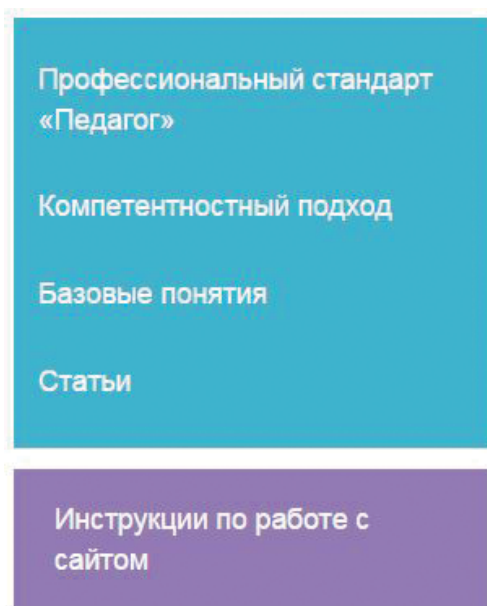 Профессиональный стандарт
«Педагог»
Компетентностный подход
Базовые понятия
Статьи
Инструкции по работе с
сайтом